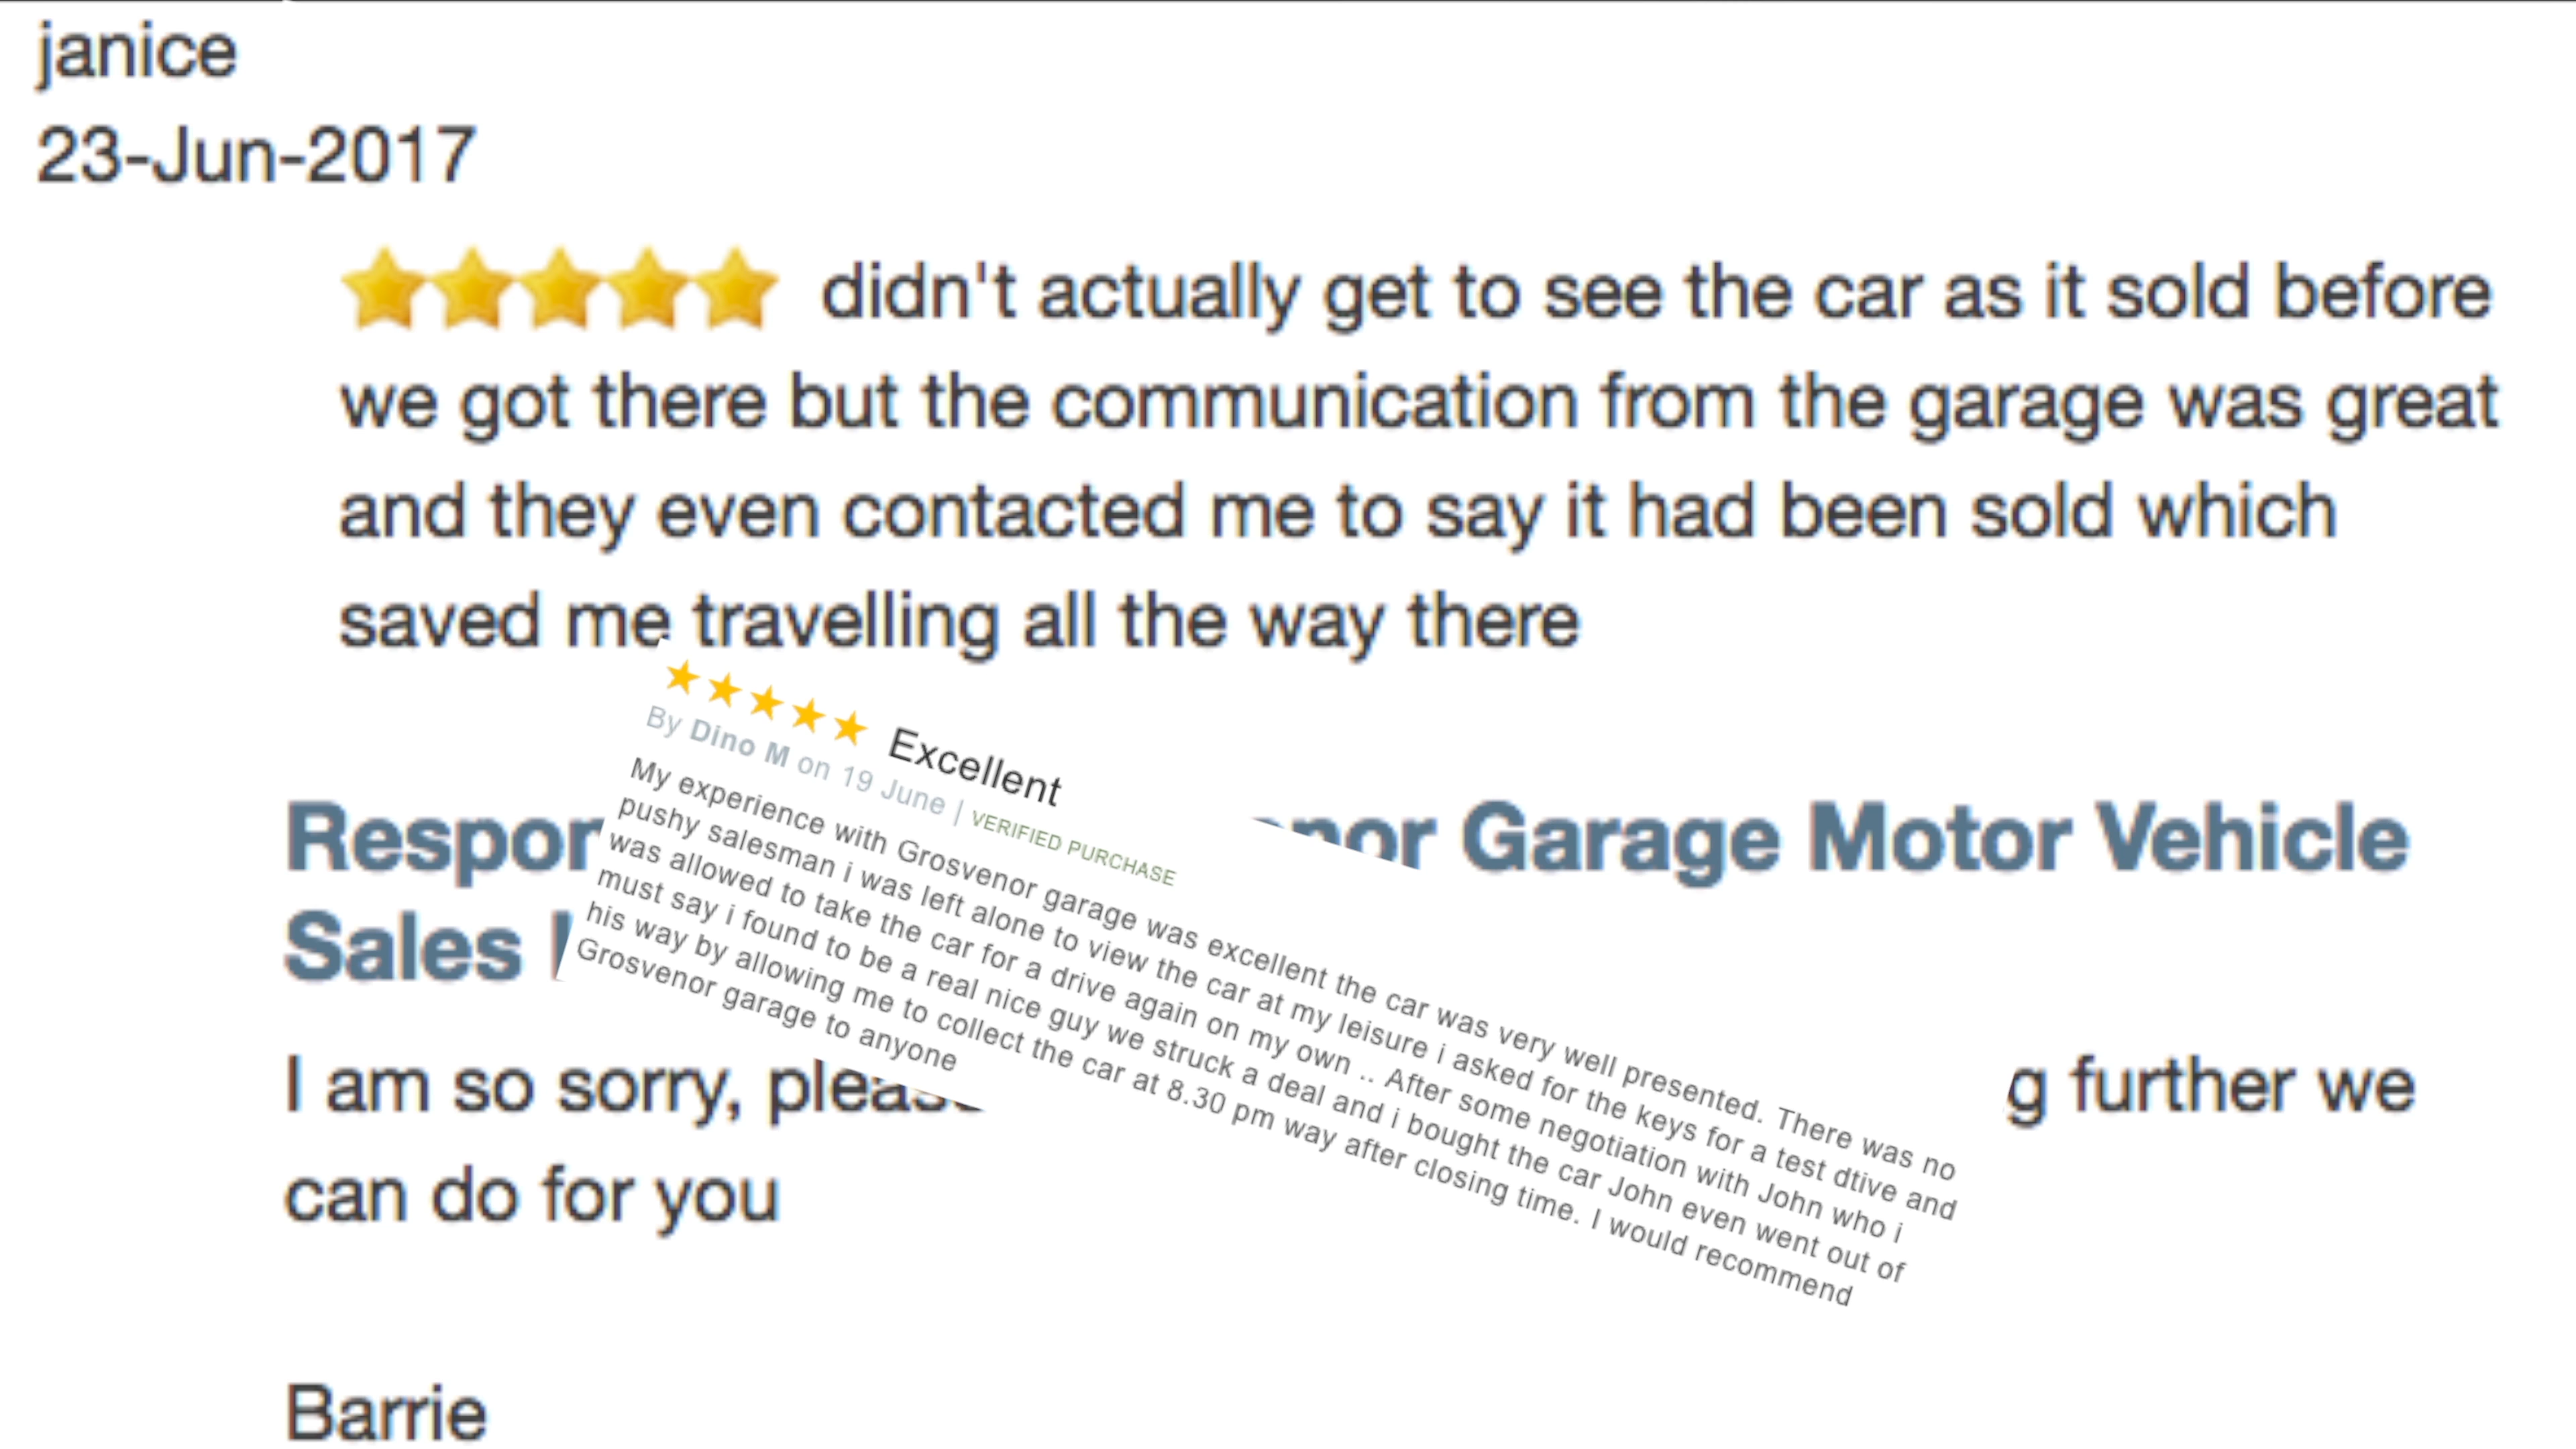 janice
23-Jun-2017
didn't actually get to see the car as it sold before
we got there but the communication from the garage was great
and they even contacted me to say it had been sold which
saved me travelling all the way there
Excellent
By Dino M on 19 June | VERIFIED PURCHASE
My experience with Grosvenor garage was excellent the car was very well presented. There was no
pushy salesman i was left alone to view the car at my leisure i asked for the keys for a test dtive and
was allowed to take the car for a drive again on my own .. After some negotiation with John who i
must say i found to be a real nice guy we struck a deal and i bought the car John even went out of
his way by allowing me to collect the car at 8.30 pm way after closing time. I would recommend
Grosvenor garage to anyone
Garage Motor Vehicle
Sales
I am so sorry, further we
can do for you
Barrie